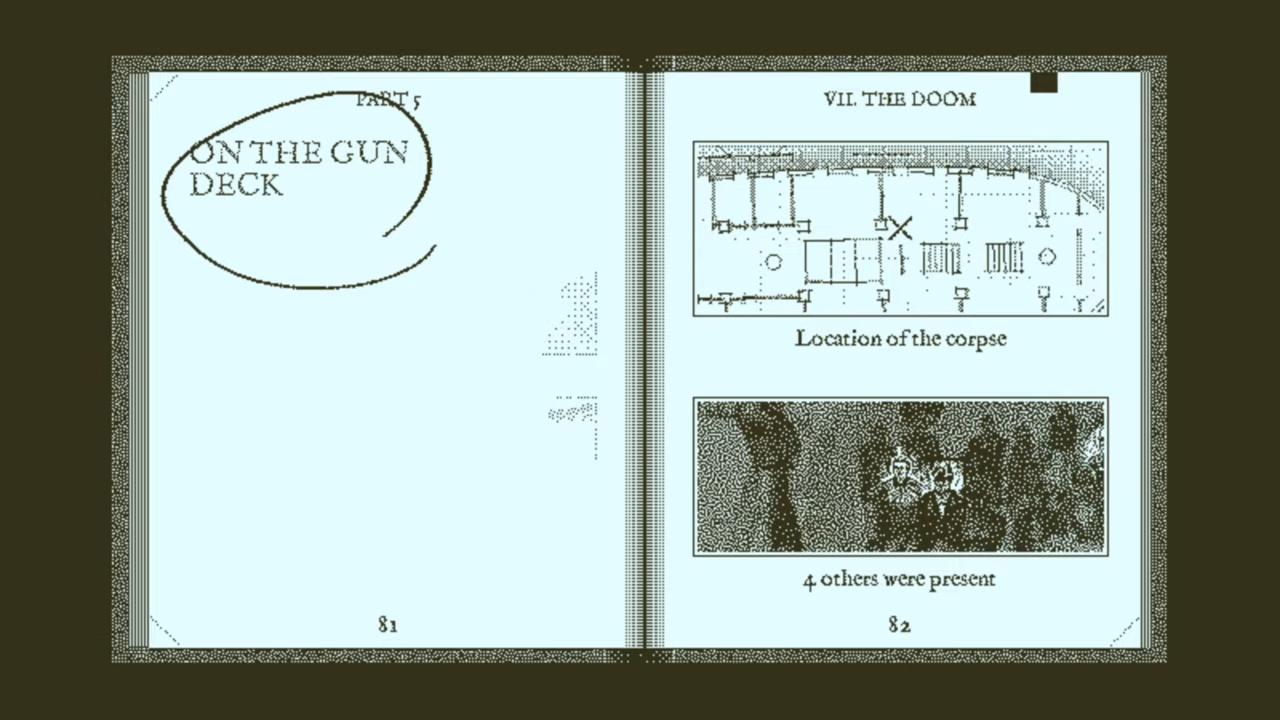 PART 5
ON THE GUN
DECK
81
VII. THE DOOM
Location of the corpse
4 others were present
82